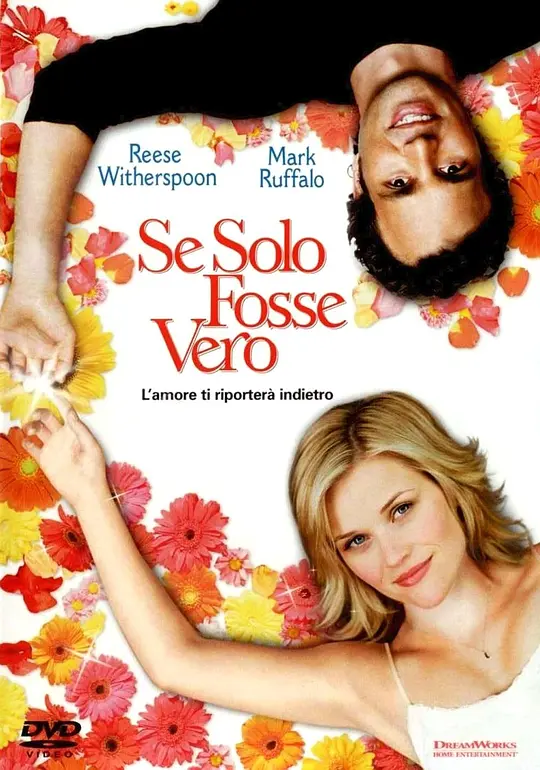 Reese
Witherspoon
Mark
Ruffalo
Se Solo
Fosse
Vero
L'amore ti riporterà indietro
DVD
VIDEO
DREAMWORKS
HOME ENTERTAINMENT